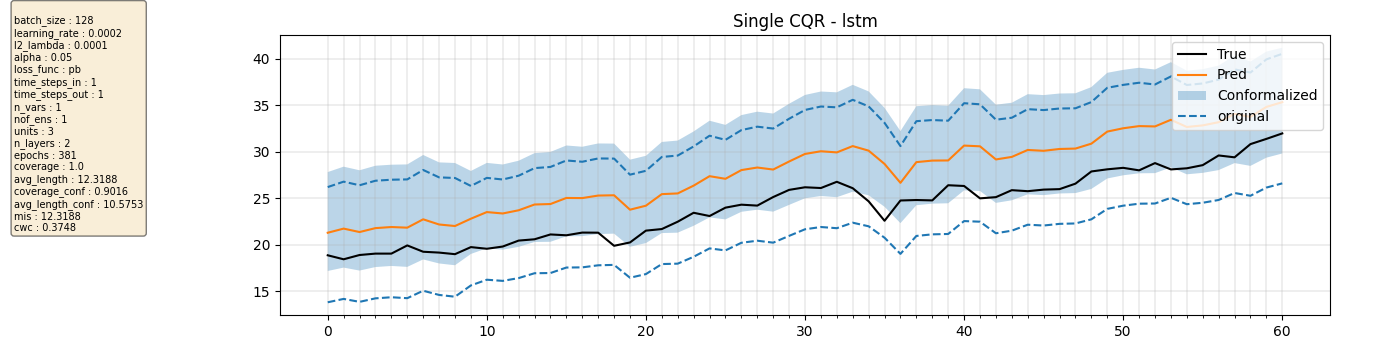 batch_size : 128
learning_rate : 0.0002
l2_lambda : 0.0001
alpha : 0.05
loss_func : pb
time_steps_in : 1
time_steps_out : 1
n_vars : 1
nof_ens : 1
units : 3
n_layers : 2
epochs : 381
coverage : 1.0
avg_length : 12.3188
coverage_conf : 0.9016
avg_length_conf : 10.5753
mis : 12.3188
cwc : 0.3748
Single CQR - lstm
40
35
30
25
20
15
0 10 20 30 40 50 60
True
Pred
Conformalized
original